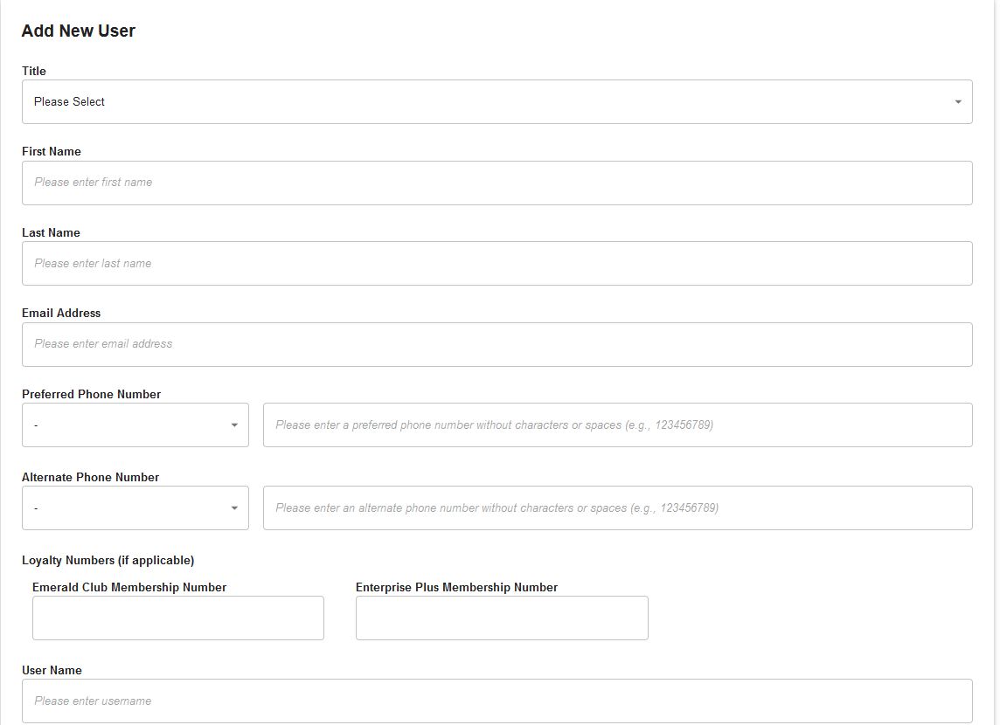 Add New User
Title
Please Select
First Name
Please enter first name
Last Name
Please enter last name
Email Address
Please enter email address
Preferred Phone Number
-
Please enter a preferred phone number without characters or spaces (e.g., 123456789)
Alternate Phone Number
-
Please enter an alternate phone number without characters or spaces (e.g., 123456789)
Loyalty Numbers (if applicable)
Emerald Club Membership Number
Enterprise Plus Membership Number
User Name
Please enter username